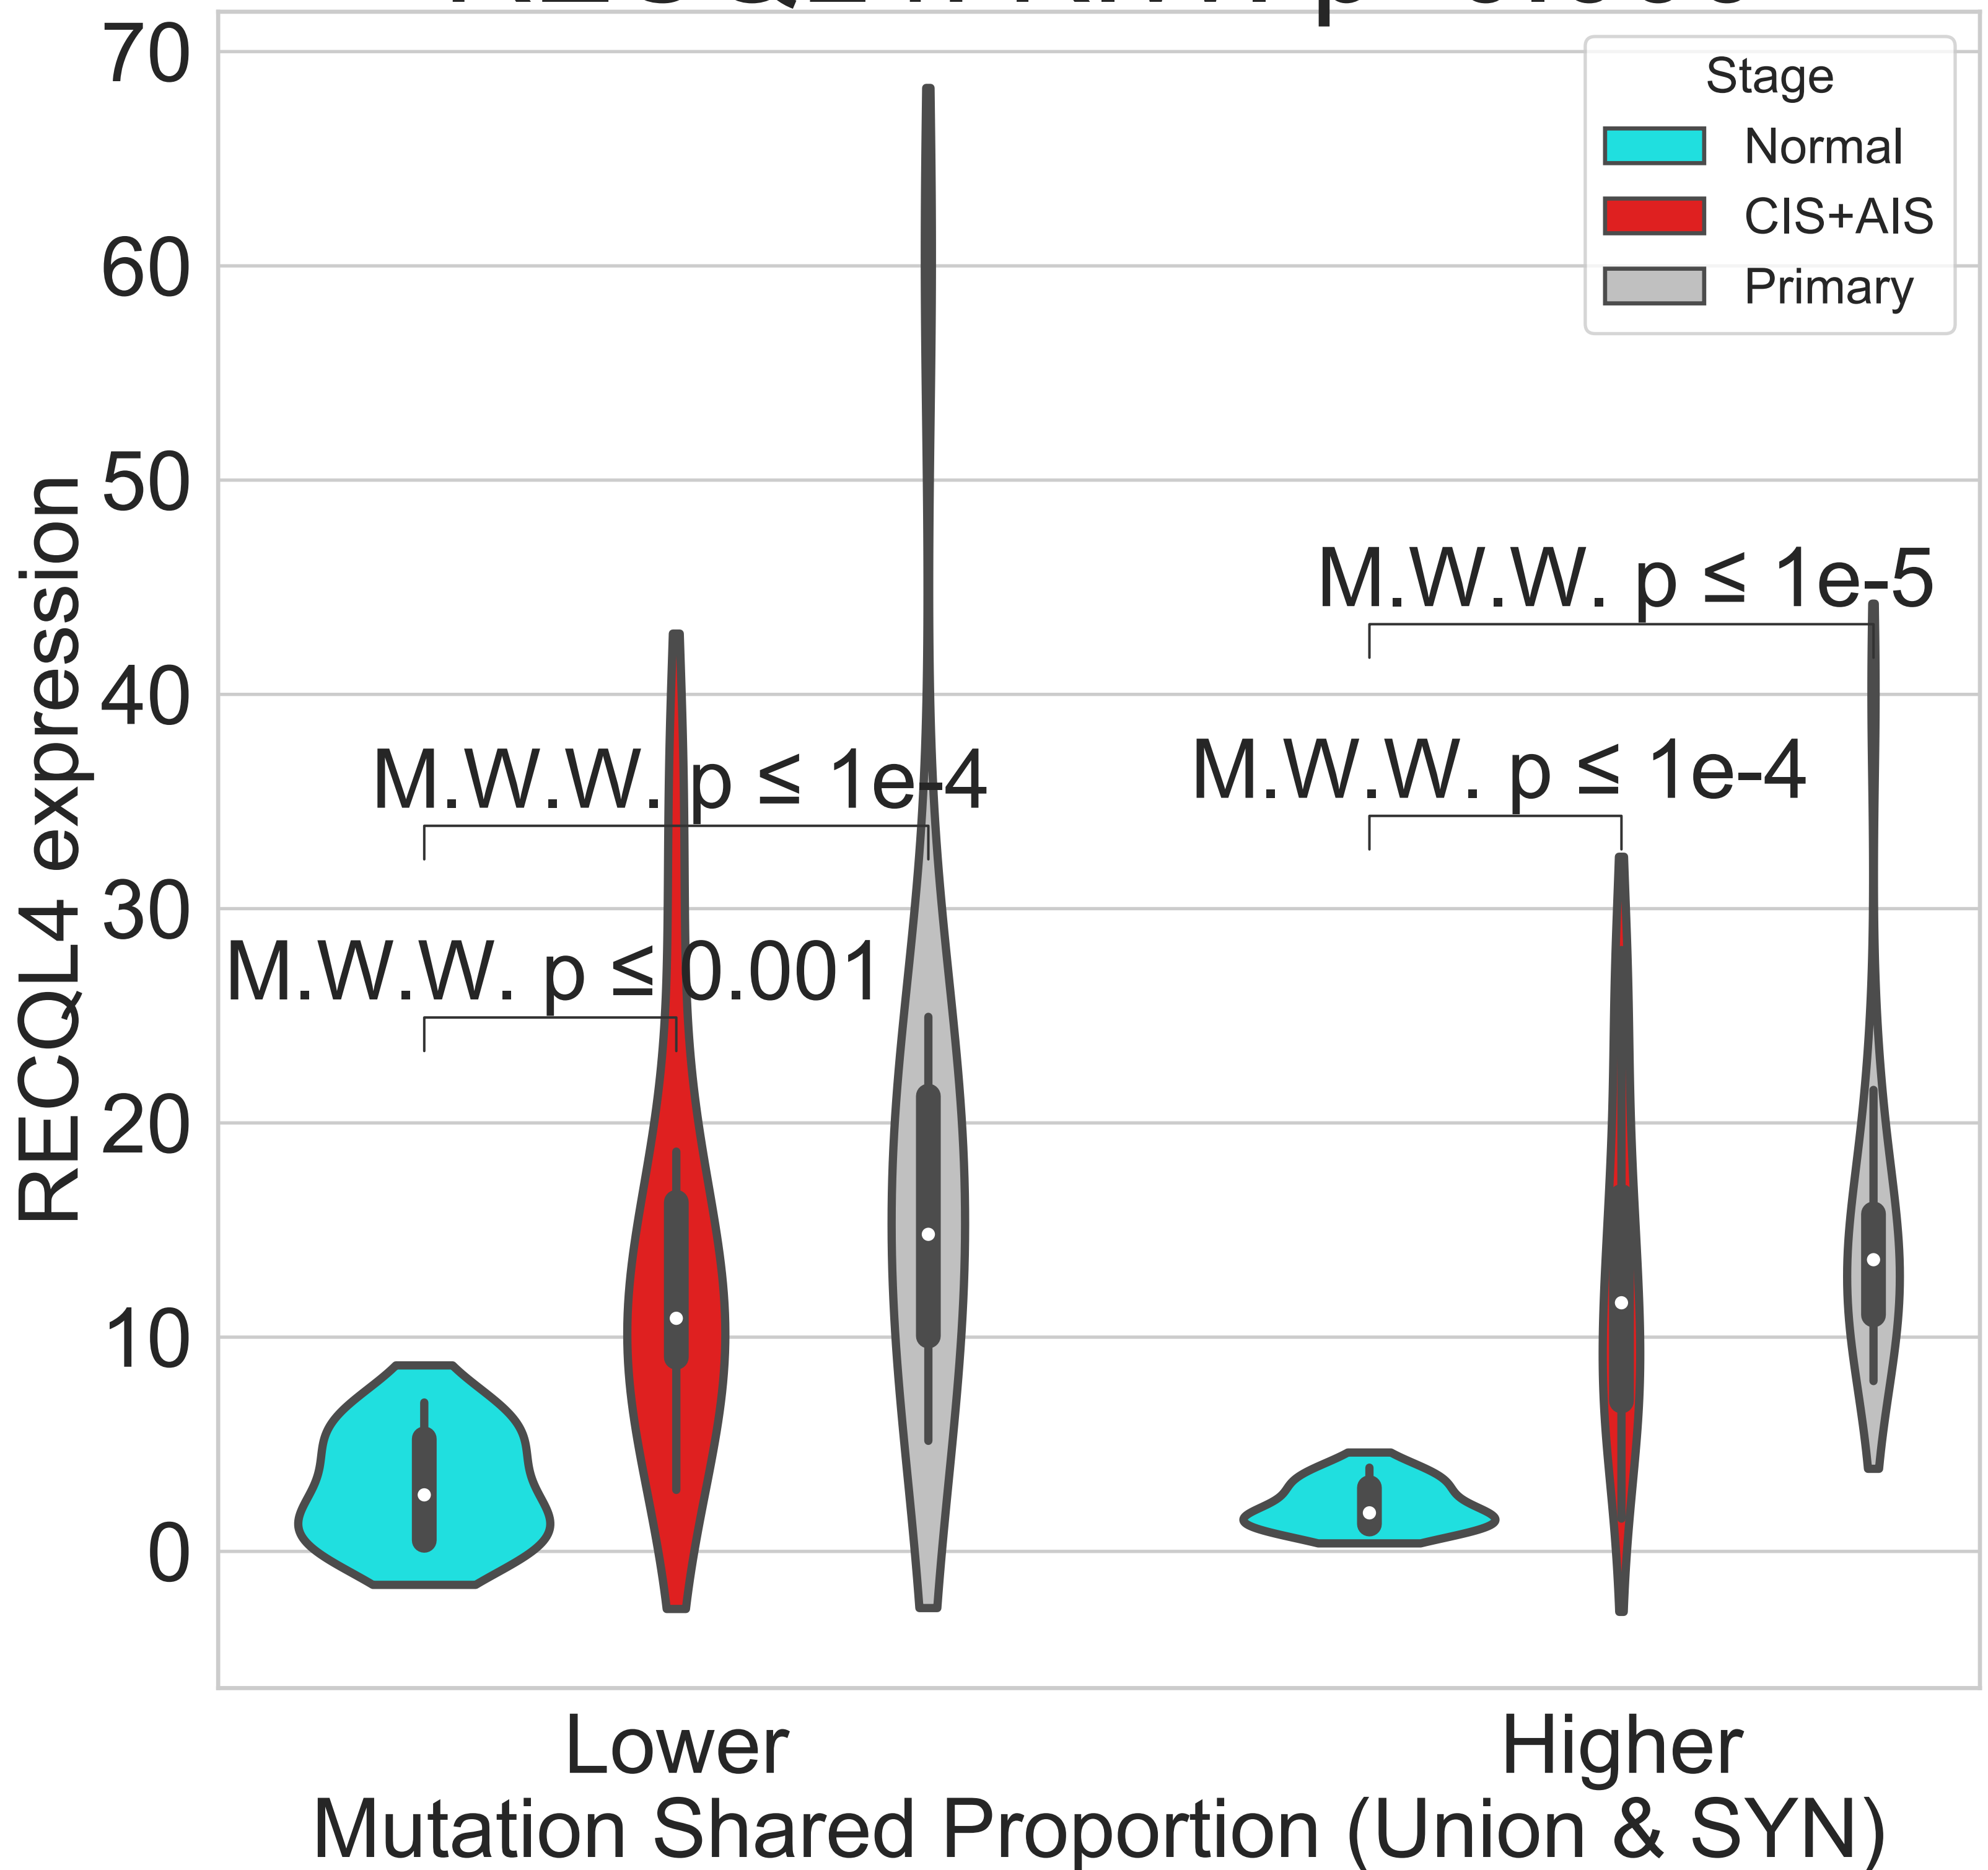 70
60
50
40
30
20
10
0
RECQL4 expression
Stage
Normal
CIS+AIS
Primary
M.W.W. p ≤ 1e-5
M.W.W. p ≤ 1e-4
M.W.W. p ≤ 1e-4
M.W.W. p ≤ 0.001
Lower
Higher
Mutation Shared Proportion (Union & SYN)